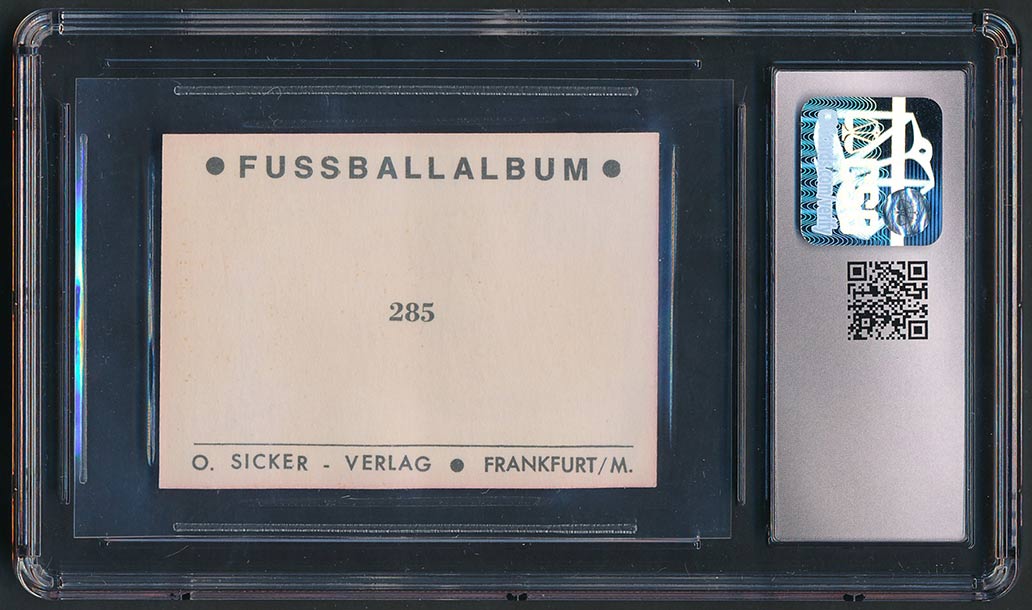 ● FUSSBALLALBUM ●
285
O. SICKER - VERLAG ● FRANKFURT/M.